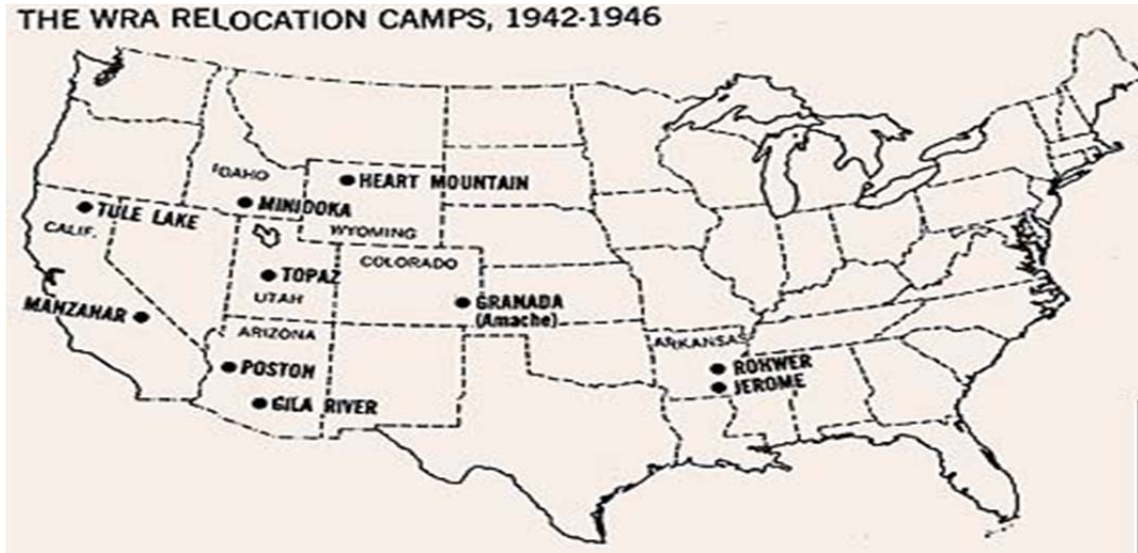 THE WRA RELOCATION CAMPS, 1942-1946
IDAHO
HEART MOUNTAIN
MINIDOKA
TULE LAKE
CALIF.
WYOMING
COLORADO
TOPAZ
UTAH
GRANADA
(Amache)
MANZANAR
ARIZONA
ARKANSAS
POSTON
ROHWER
JEROME
GILA RIVER